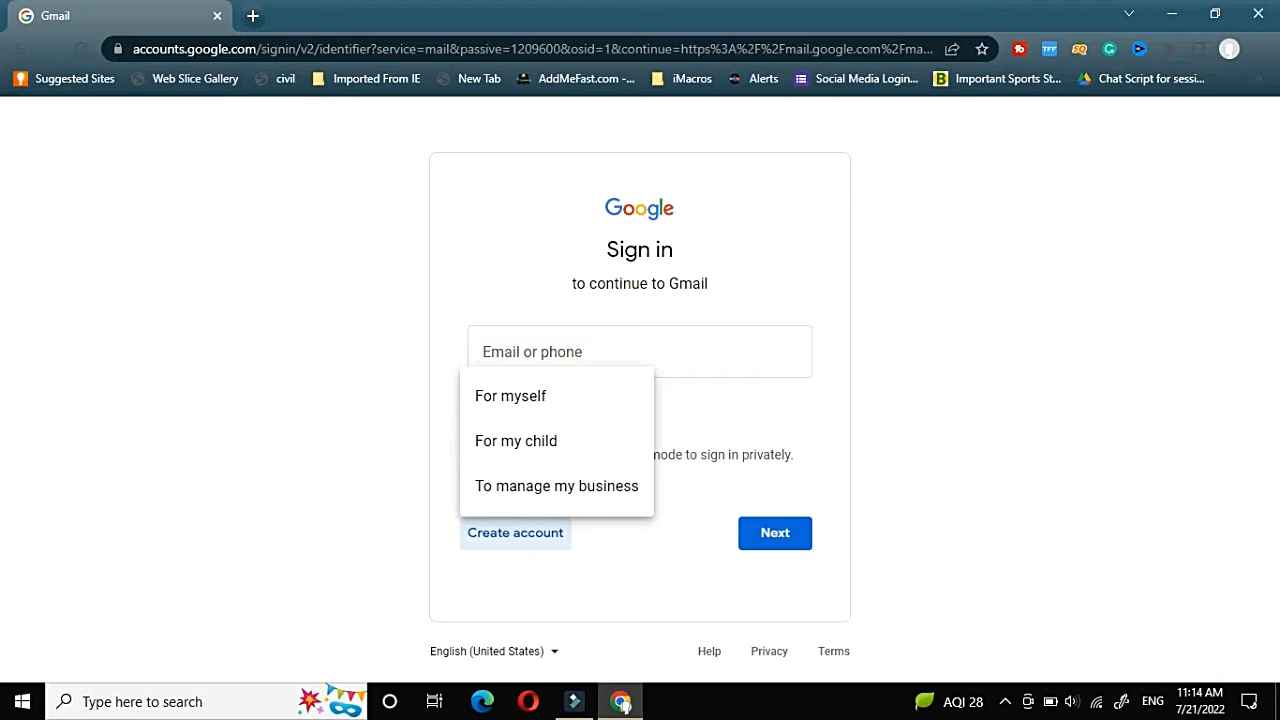 Gmail
accounts.google.com/signin/v2/identifier?service=mail&passive=1209600&osid=1&continue=https%3A%2F%2Fmail.google.com%2Fma...
Suggested Sites Web Slice Gallery civil Imported From IE New Tab AddMeFast.com -... iMacros Alerts Social Media Login... Important Sports St... Chat Script for sessi...
Google
Sign in
to continue to Gmail
Email or phone
For myself
For my child
mode to sign in privately.
To manage my business
Create account
Next
English (United States)
Help Privacy Terms
Type here to search
AQI 28
ENG
11:14 AM
7/21/2022